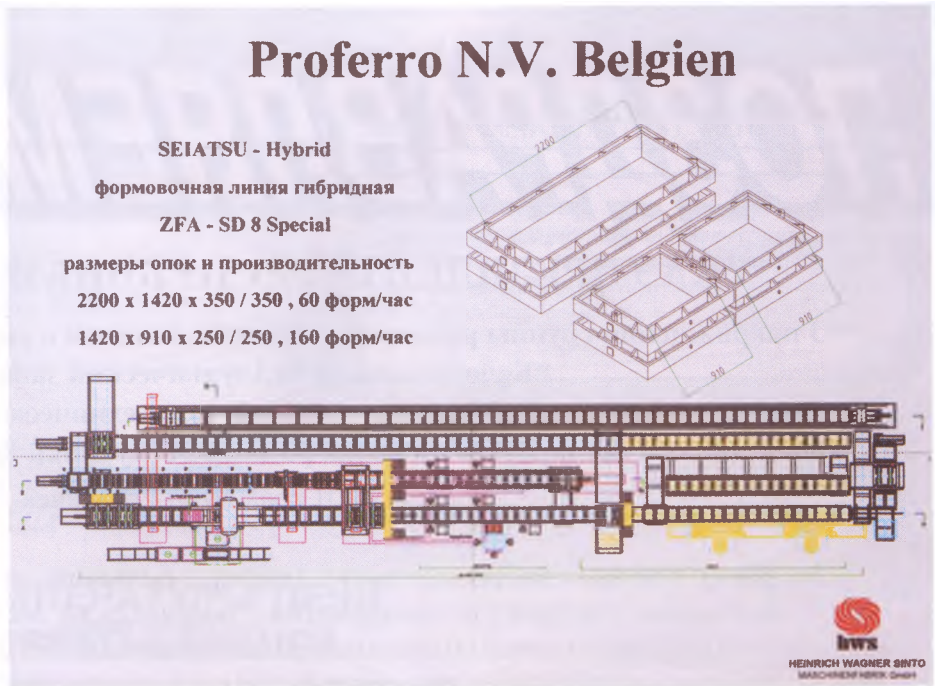 Proferro N.V. Belgien
SEIATSU - Hybrid
формовочная линия гибридная
ZFA - SD 8 Special
размеры опок и производительность
2200 x 1420 x 350 / 350 , 60 форм/час
1420 x 910 x 250 / 250 , 160 форм/час
2200
910
910
hws
HEINRICH WAGNER SINTO
MASCHINENFABRIK GmbH